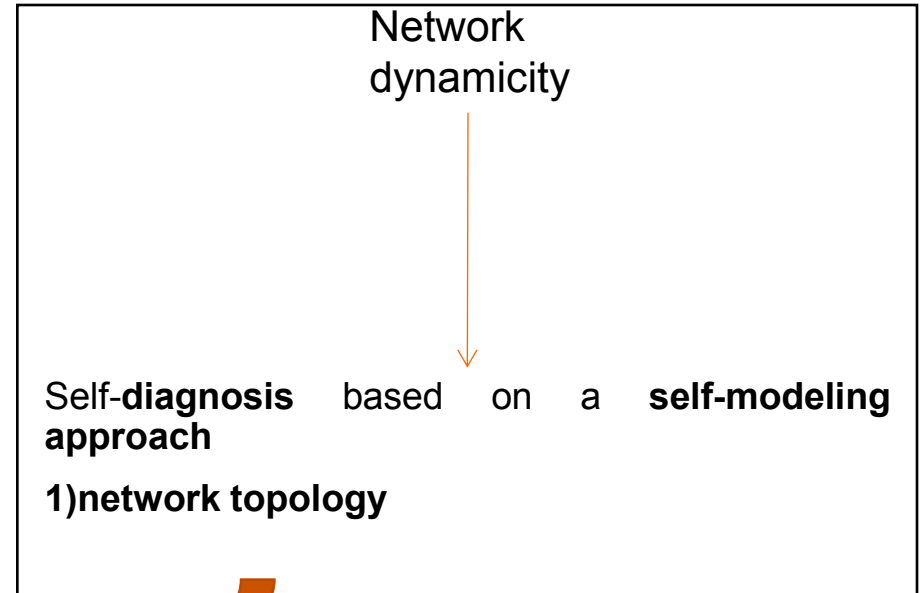 Network
dynamicity
Self-diagnosis based on a self-modeling
approach
1)network topology